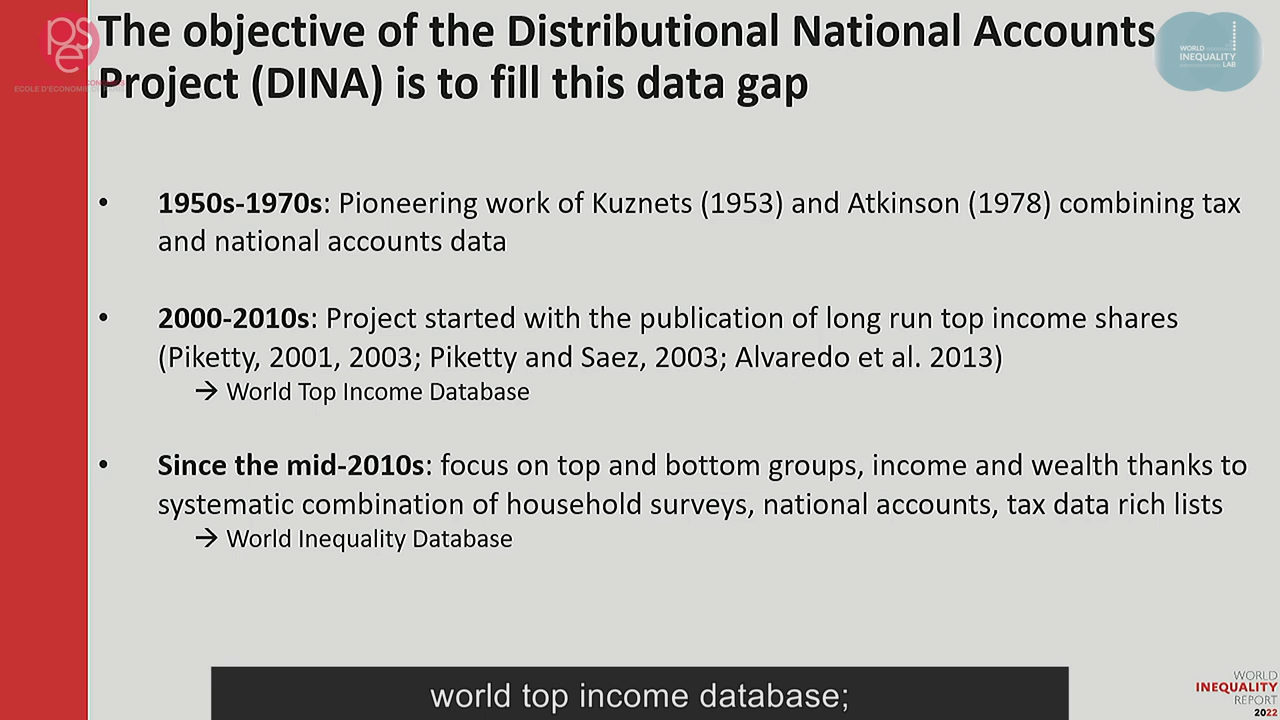 The objective of the Distributional National Accounts
Project (DINA) is to fill this data gap
pse
ECOLE D'ECONOMIE
WORLD
INEQUALITY
LAB
• 1950s-1970s: Pioneering work of Kuznets (1953) and Atkinson (1978) combining tax
and national accounts data
• 2000-2010s: Project started with the publication of long run top income shares
(Piketty, 2001, 2003; Piketty and Saez, 2003; Alvaredo et al. 2013)
→ World Top Income Database
• Since the mid-2010s: focus on top and bottom groups, income and wealth thanks to
systematic combination of household surveys, national accounts, tax data rich lists
→ World Inequality Database
world top income database;
WORLD
INEQUALITY
REPORT
2022